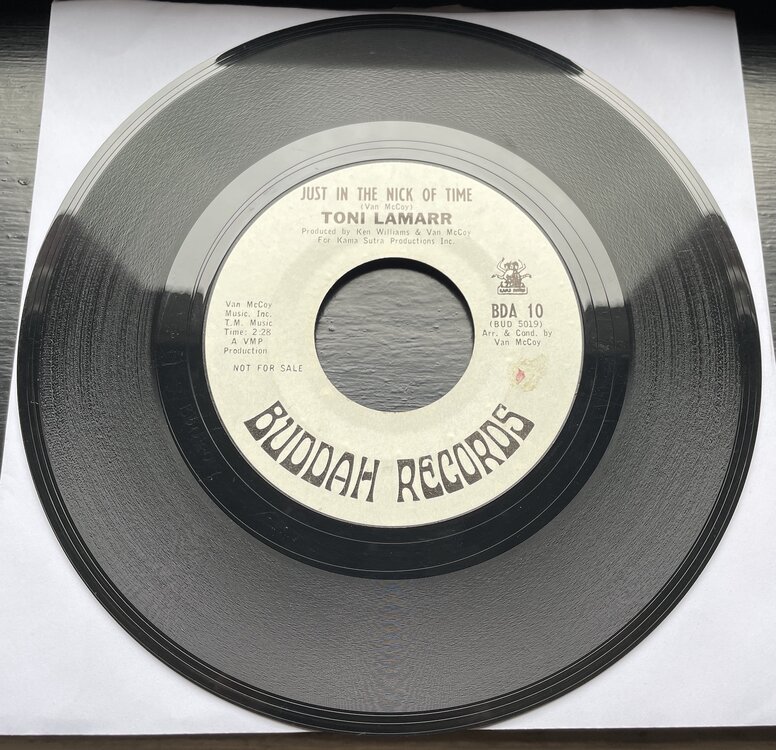 JUST IN THE NICK OF TIME
(Van McCoy)
TONI LAMARR
Produced by Ken Williams & Van McCoy
For Kama Sutra Productions Inc.
Van McCoy
Music, Inc.
T.M. Music
Time: 2:28
A VMP
Production
NOT FOR SALE
KAMA SUTRA
BDA 10
(BUD 5019)
Arr. & Cond. by
Van McCoy
BUDDAH RECORDS